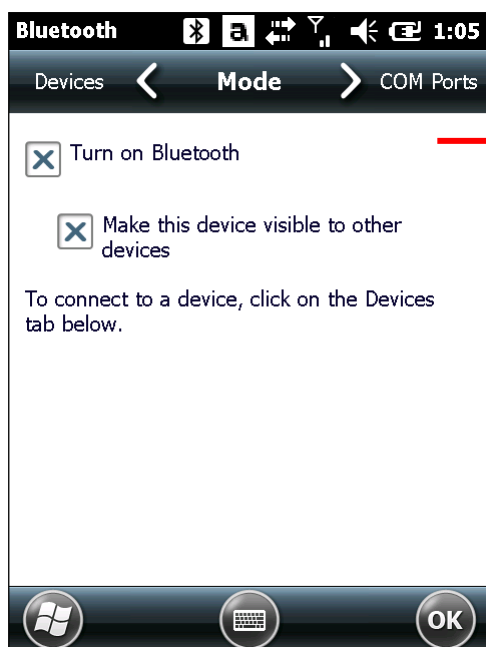 Bluetooth a 1:05
Devices Mode COM Ports
Turn on Bluetooth
Make this device visible to other
devices
To connect to a device, click on the Devices
tab below.
OK